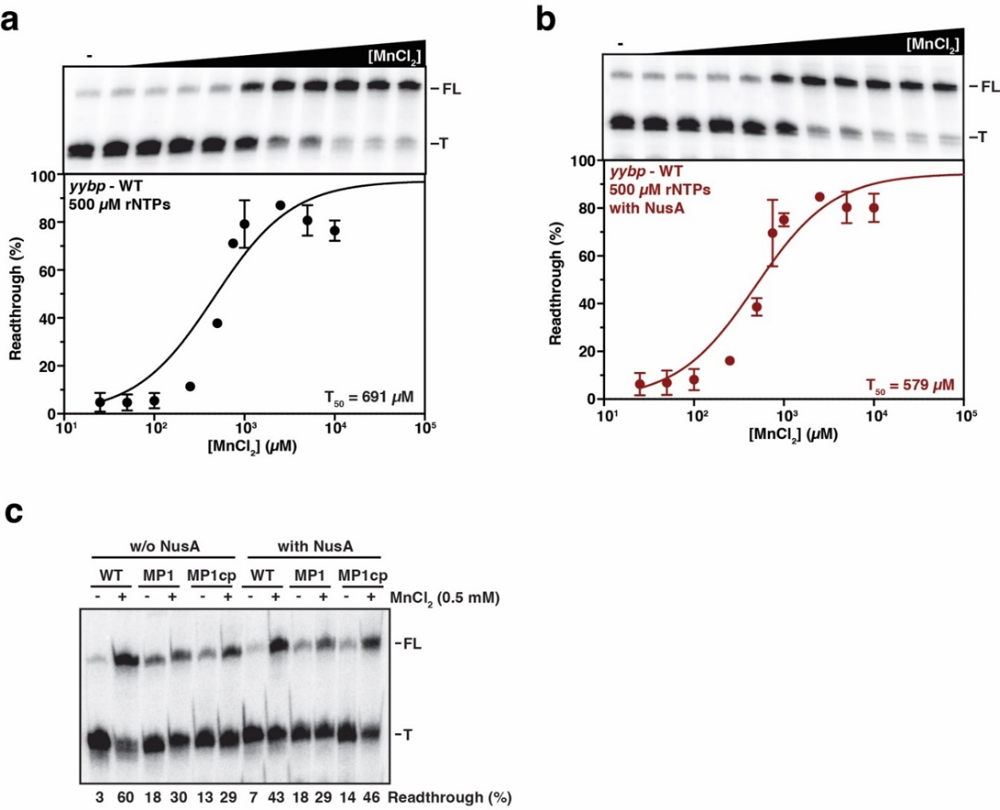 a
-
[MnCl₂]
-FL
-T
yybp - WT
500 µM rNTPs
100
80
60
40
20
0
Readthrough (%)
T₅₀ = 691 µM
10¹ 10² 10³ 10⁴ 10⁵
[MnCl₂] (µM)
b
-
[MnCl₂]
-FL
-T
yybp - WT
500 µM rNTPs
with NusA
100
80
60
40
20
0
Readthrough (%)
T₅₀ = 579 µM
10¹ 10² 10³ 10⁴ 10⁵
[MnCl₂] (µM)
c
w/o NusA with NusA
WT MP1 MP1cp WT MP1 MP1cp
- + - + - + - + - + - + MnCl₂ (0.5 mM)
-FL
-T
3 60 18 30 13 29 7 43 18 29 14 46 Readthrough (%)